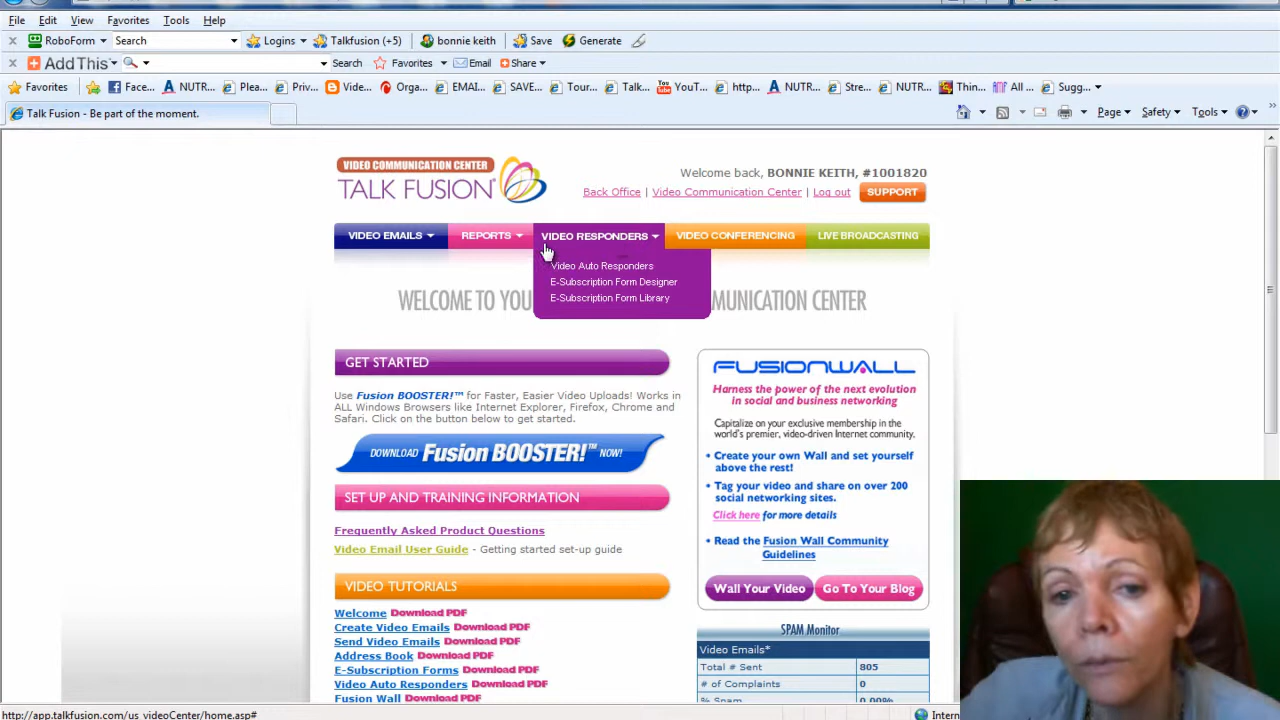 File Edit View Favorites Tools Help
RoboForm Search Logins Talkfusion (+5) bonnie keith Save Generate
Add This Search Favorites Email Share
Favorites Face... NUTR... Plea... Priv... Vide... Orga... EMAI... SAVE... Tour... Talk... YouT... http... NUTR... Stre... NUTR... Thin... All ... Sugg...
Talk Fusion - Be part of the moment.
Page Safety Tools
VIDEO COMMUNICATION CENTER
TALK FUSION
Welcome back, BONNIE KEITH, #1001820
Back Office | Video Communication Center | Log out SUPPORT
VIDEO EMAILS REPORTS VIDEO RESPONDERS VIDEO CONFERENCING LIVE BROADCASTING
Video Auto Responders
E-Subscription Form Designer
E-Subscription Form Library
WELCOME TO YOU MUNICATION CENTER
GET STARTED
Use Fusion BOOSTER!™ for Faster, Easier Video Uploads! Works in
ALL Windows Browsers like Internet Explorer, Firefox, Chrome and
Safari. Click on the button below to get started.
DOWNLOAD Fusion BOOSTER!™ NOW!
SET UP AND TRAINING INFORMATION
Frequently Asked Product Questions
Video Email User Guide - Getting started set-up guide
VIDEO TUTORIALS
Welcome Download PDF
Create Video Emails Download PDF
Send Video Emails Download PDF
Address Book Download PDF
E-Subscription Forms Download PDF
Video Auto Responders Download PDF
Fusion Wall Download PDF
FUSIONWALL
Harness the power of the next evolution
in social and business networking
Capitalize on your exclusive membership in the
world's premier, video-driven Internet community.
• Create your own Wall and set yourself
above the rest!
• Tag your video and share on over 200
social networking sites.
Click here for more details
• Read the Fusion Wall Community
Guidelines
Wall Your Video Go To Your Blog
SPAM Monitor
Video Emails*
Total # Sent 805
# of Complaints 0
% Spam 0.00%
http://app.talkfusion.com/us_videoCenter/home.asp# Intern